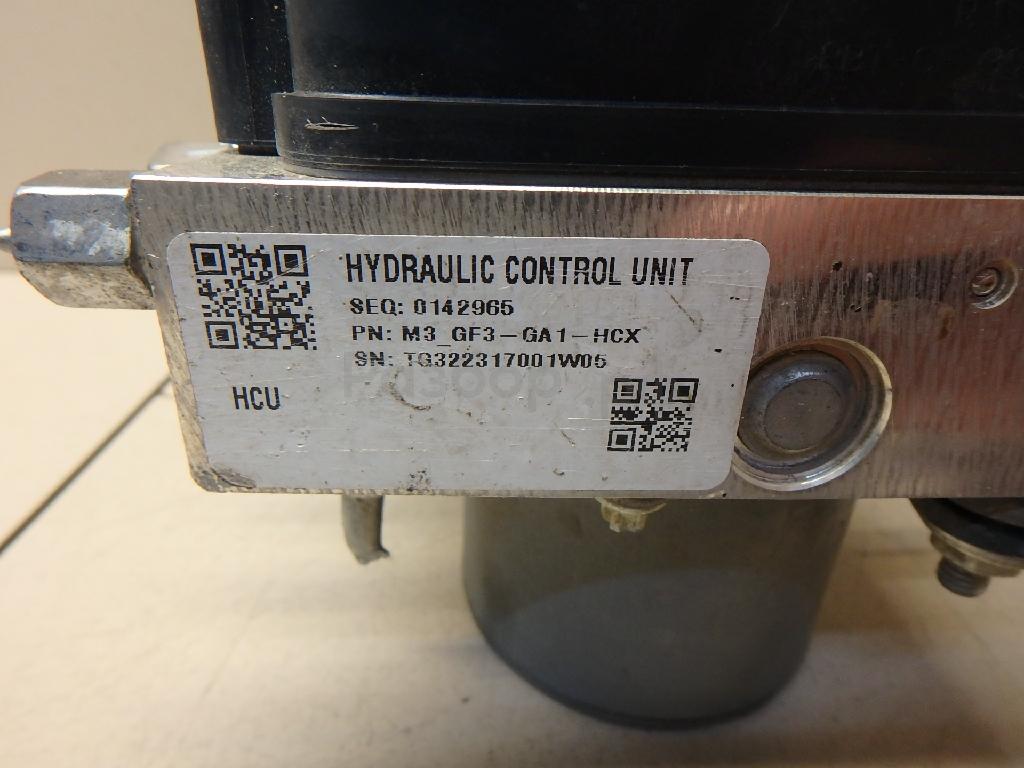 HYDRAULIC CONTROL UNIT
SEQ: 0142965
PN: M3_GF3-GA1-HCX
SN: TG322317001W05
HCU